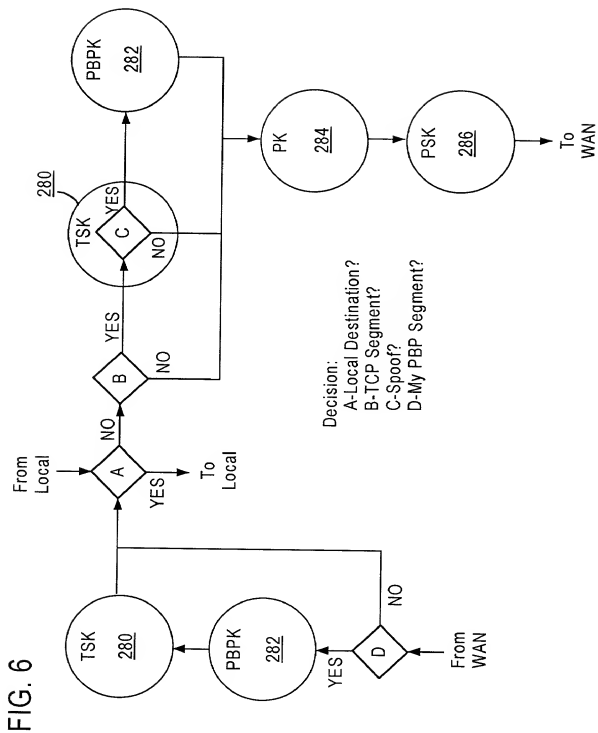 FIG. 6
TSK
280
PBPK
282
YES
D
NO
From
WAN
From
Local
A
NO
YES
To
Local
B
YES
NO
280
TSK
C
YES
NO
PBPK
282
PK
284
PSK
286
To
WAN
Decision:
A-Local Destination?
B-TCP Segment?
C-Spoof?
D-My PBP Segment?